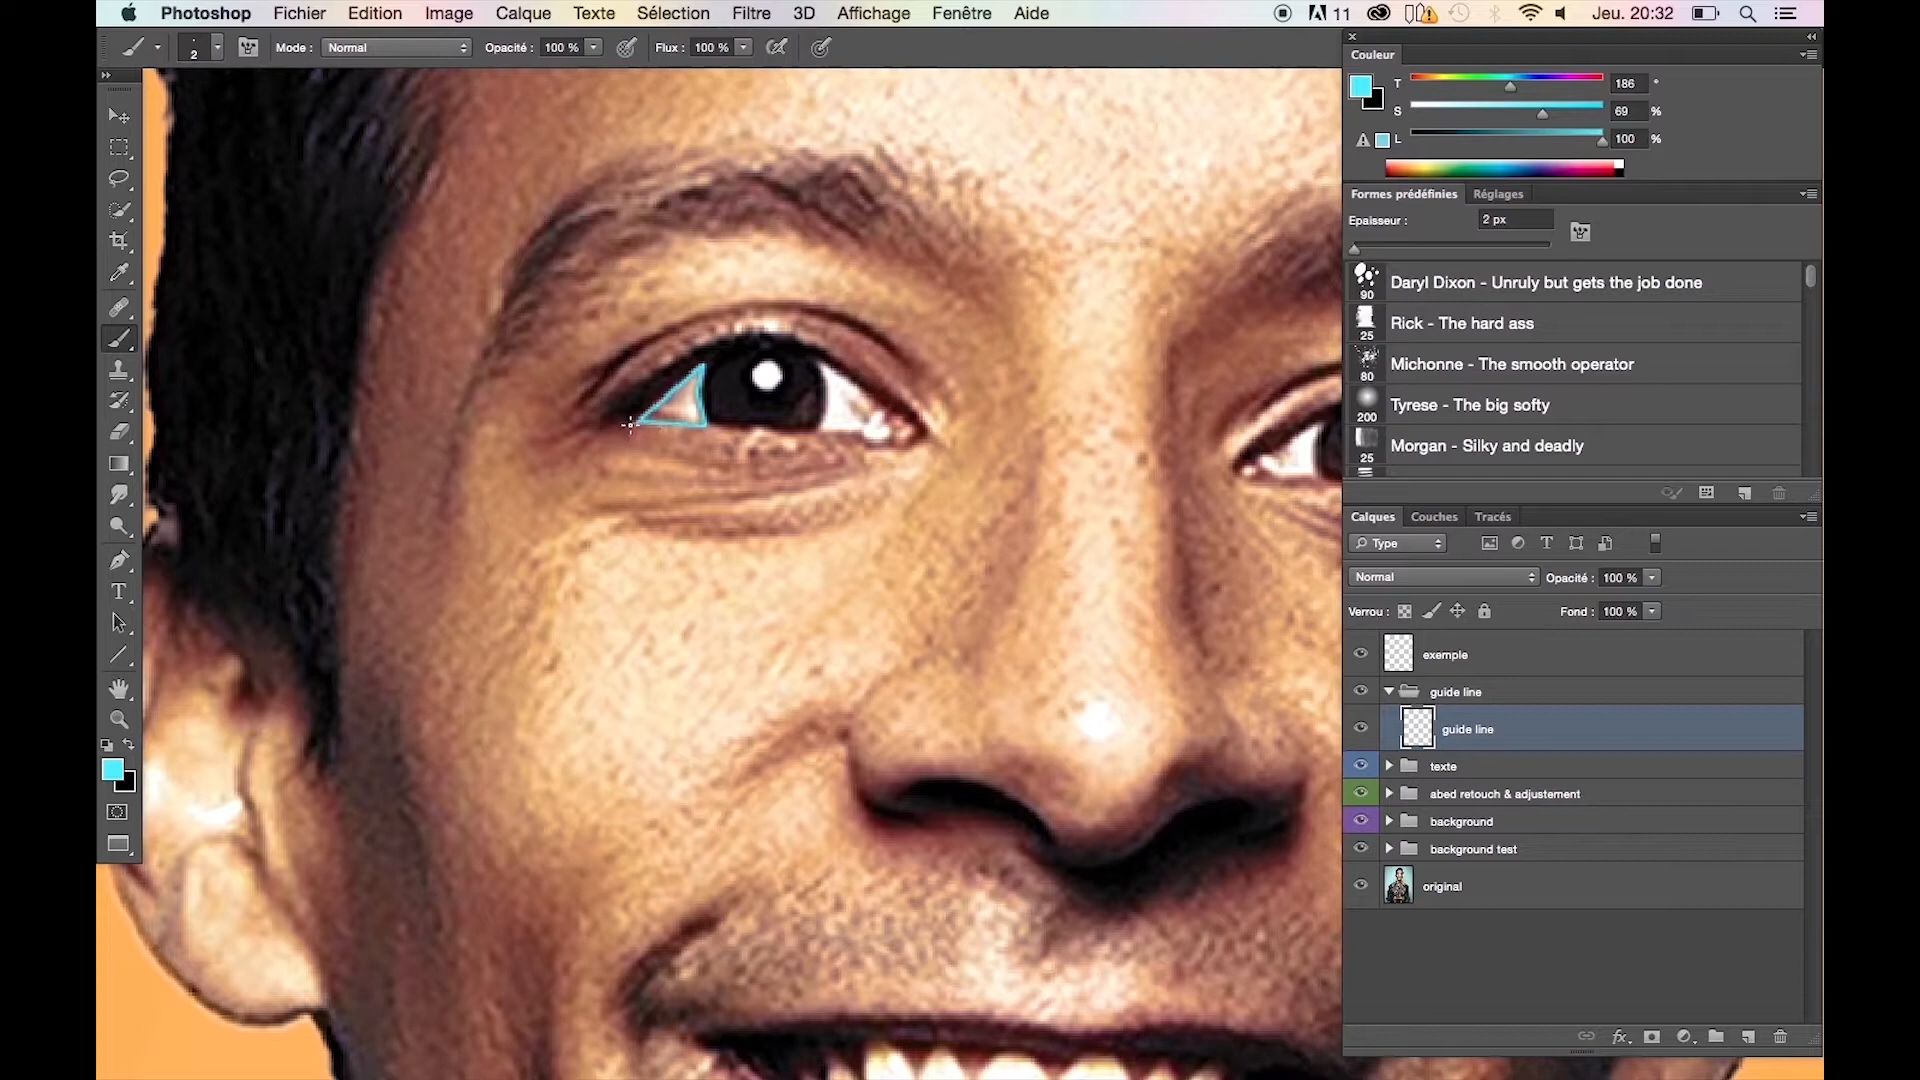 Photoshop Fichier Edition Image Calque Texte Sélection Filtre 3D Affichage Fenêtre Aide 11 Jeu. 20:32
2 Mode : Normal Opacité : 100 % Flux : 100 %
Couleur
T 186 °
S 69 %
L 100 %
Formes prédéfinies Réglages
Epaisseur : 2 px
90 Daryl Dixon - Unruly but gets the job done
25 Rick - The hard ass
80 Michonne - The smooth operator
200 Tyrese - The big softy
25 Morgan - Silky and deadly
Calques Couches Tracés
Type
Normal Opacité : 100 %
Verrou : Fond : 100 %
exemple
guide line
guide line
texte
abed retouch & adjustement
background
background test
original